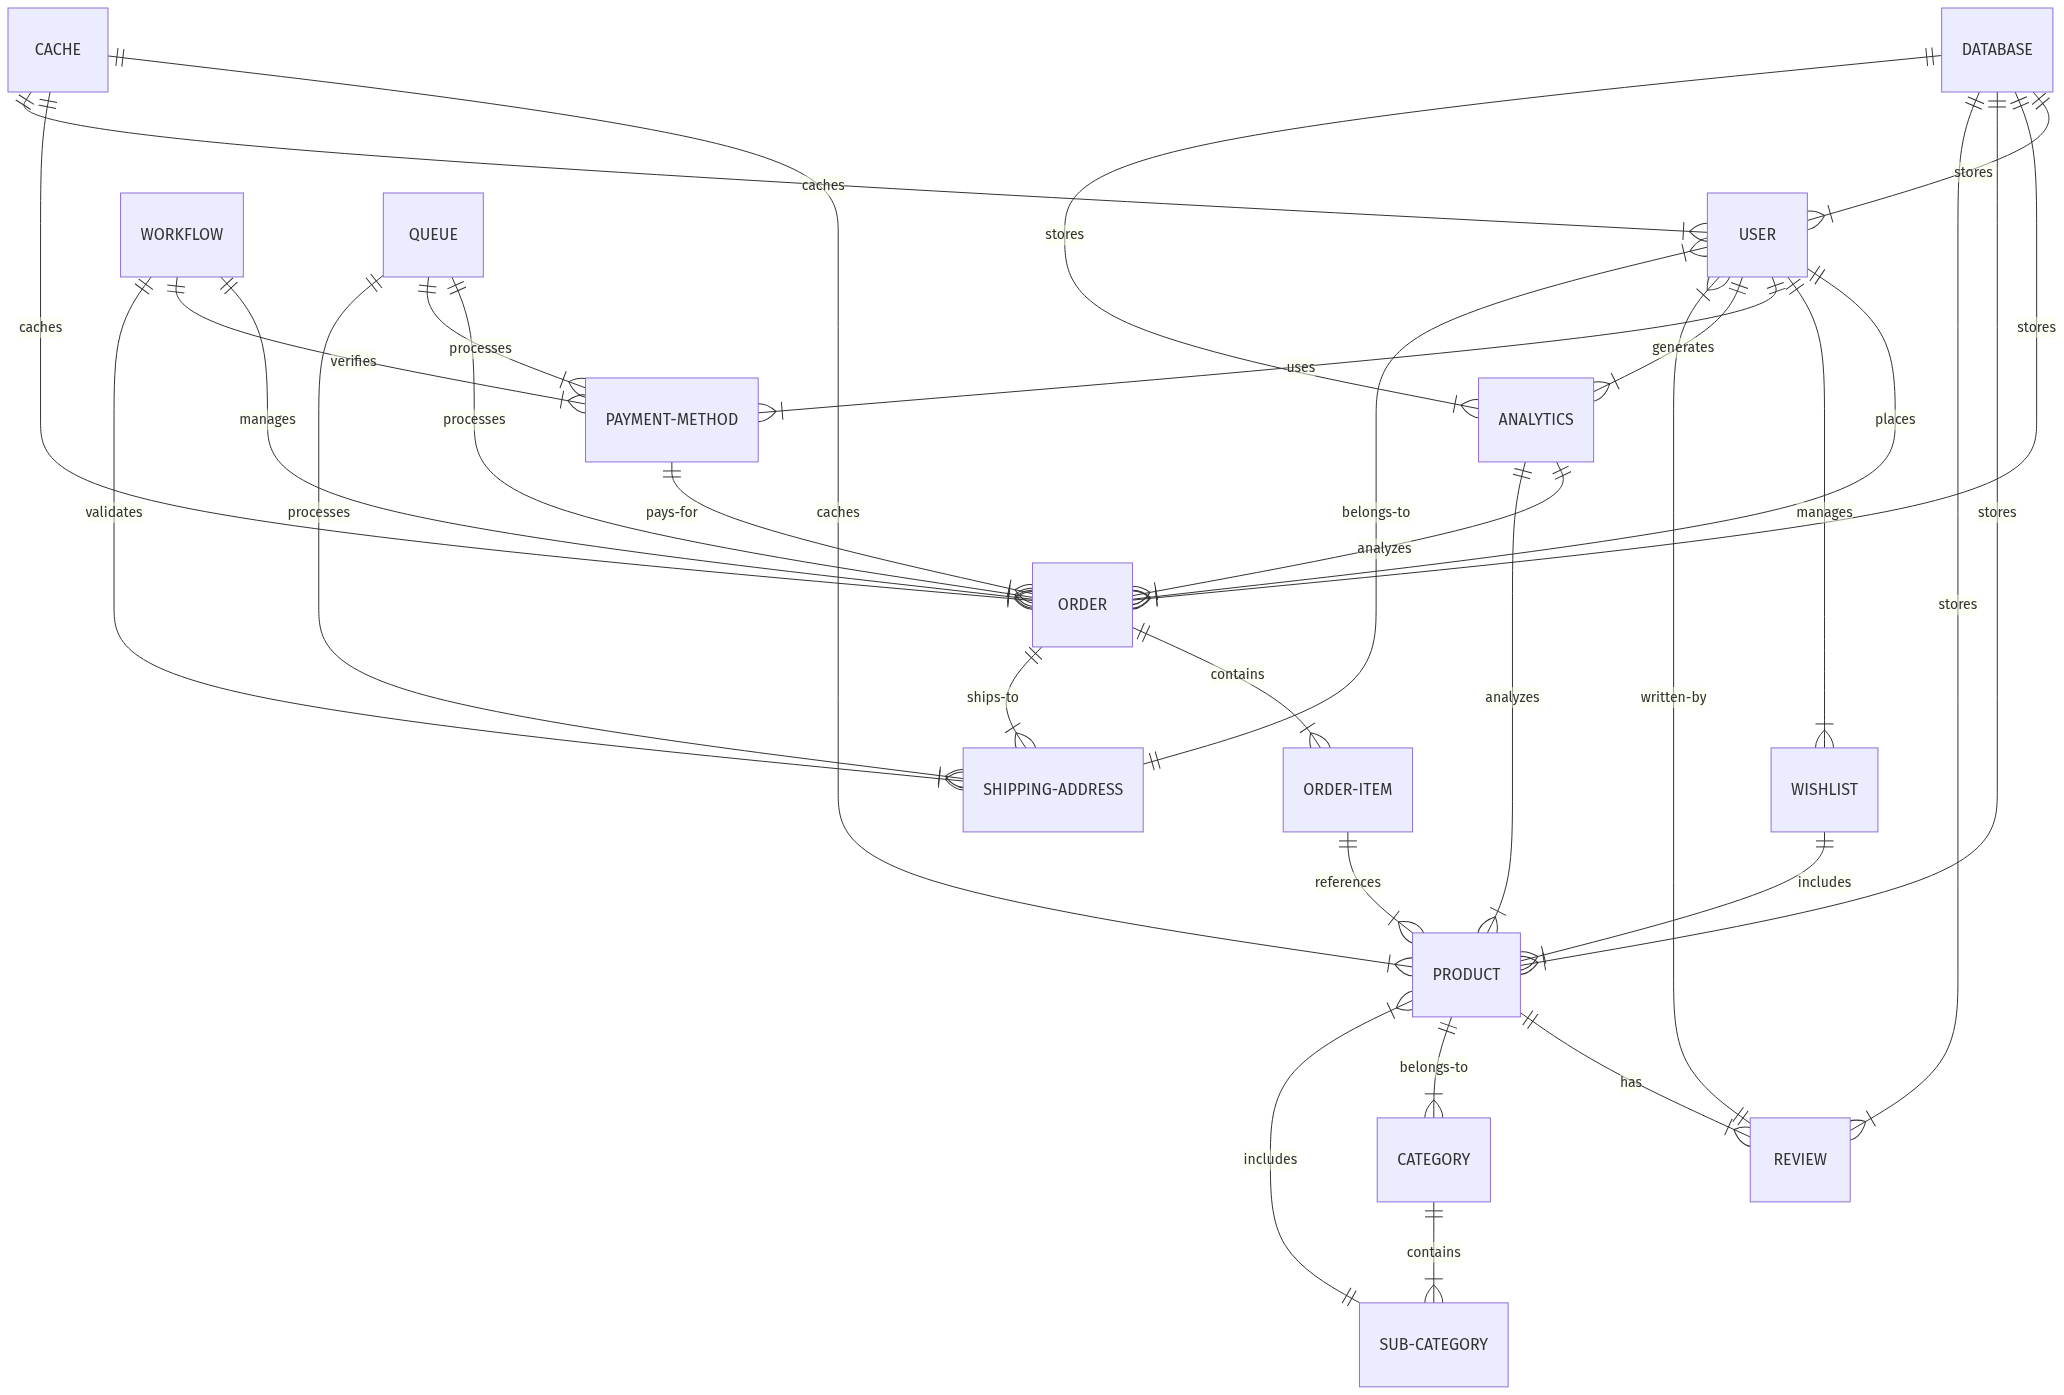 CACHE
DATABASE
stores
caches
WORKFLOW
QUEUE
stores
USER
caches
stores
processes
generates
verifies
uses
manages
processes
PAYMENT-METHOD
ANALYTICS
places
validates
processes
pays-for
caches
belongs-to
manages
stores
analyzes
ORDER
stores
contains
ships-to
analyzes
written-by
SHIPPING-ADDRESS
ORDER-ITEM
WISHLIST
references
includes
PRODUCT
belongs-to
has
includes
CATEGORY
REVIEW
contains
SUB-CATEGORY